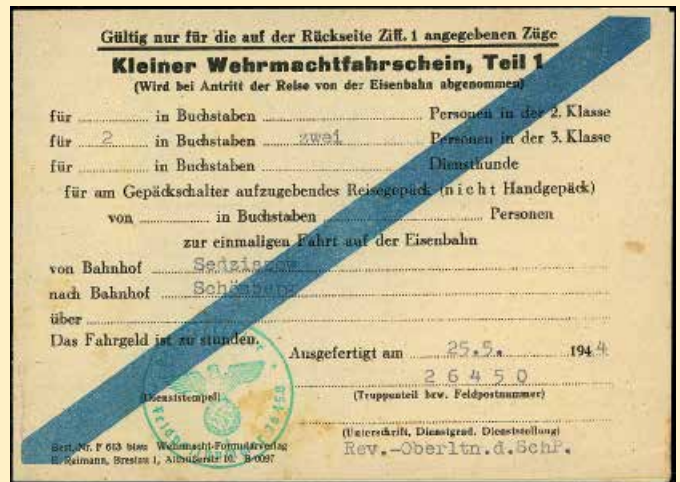 Gültig nur für die auf der Rückseite Ziff. 1 angegebenen Züge
Kleiner Wehrmachtfahrschein, Teil 1
(Wird bei Antritt der Reise von der Eisenbahn abgenommen)
für in Buchstaben Personen in der 2. Klasse
für 2 in Buchstaben zwei Personen in der 3. Klasse
für in Buchstaben Diensthunde
für am Gepäckschalter aufzugebendes Reisegepäck (nicht Handgepäck)
von in Buchstaben Personen
zur einmaligen Fahrt auf der Eisenbahn
von Bahnhof Sedziszow
nach Bahnhof Schönberg
über
Das Fahrgeld ist zu stunden.
Ausgefertigt am 25.5. 1944
26450
(Dienststempel) (Truppenteil bzw. Feldpostnummer)
(Unterschrift, Dienstgrad, Dienststellung)
Rev.-Oberltn.d.SchP.
Best.-Nr. F 613 blau Wehrmacht-Formularverlag
E. Raimann, Breslau 1, B/0097